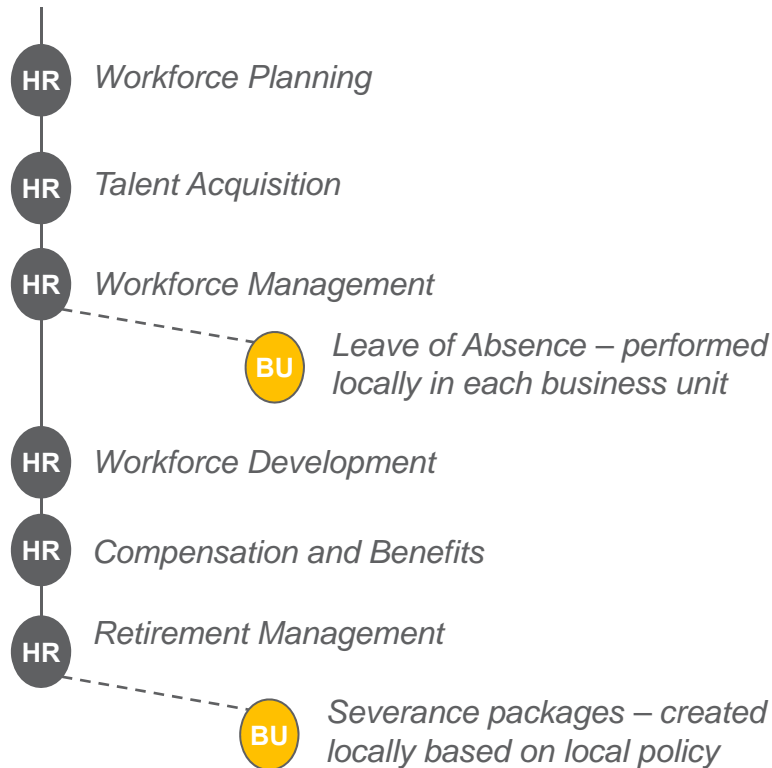 HR Workforce Planning
HR Talent Acquisition
HR Workforce Management
BU Leave of Absence – performed
locally in each business unit
HR Workforce Development
HR Compensation and Benefits
HR Retirement Management
BU Severance packages – created
locally based on local policy